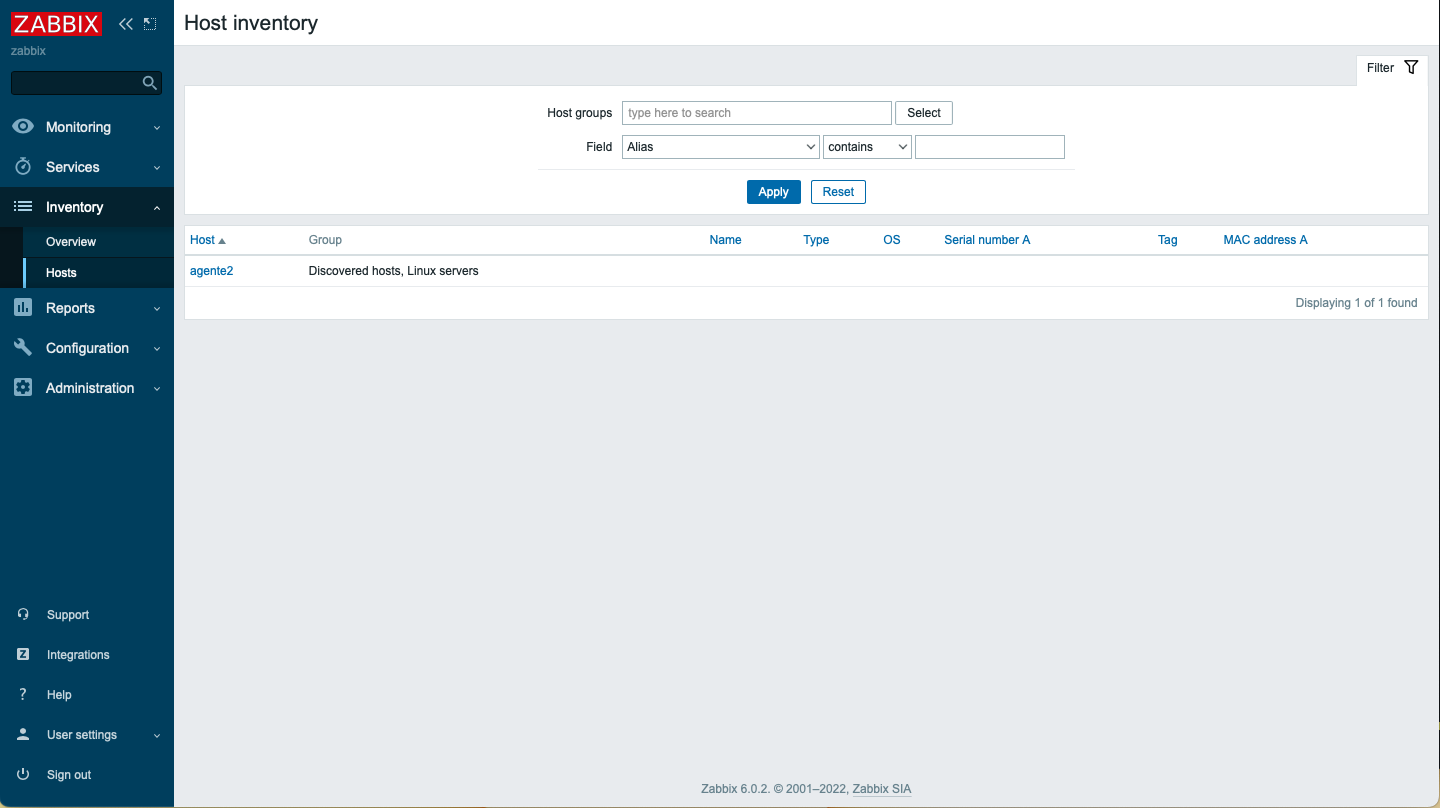 ZABBIX
zabbix
Monitoring
Services
Inventory
Overview
Hosts
Reports
Configuration
Administration
Support
Integrations
Help
User settings
Sign out
Host inventory
Filter
Host groups type here to search Select
Field Alias contains
Apply Reset
Host Group Name Type OS Serial number A Tag MAC address A
agente2 Discovered hosts, Linux servers
Displaying 1 of 1 found
Zabbix 6.0.2. © 2001–2022, Zabbix SIA